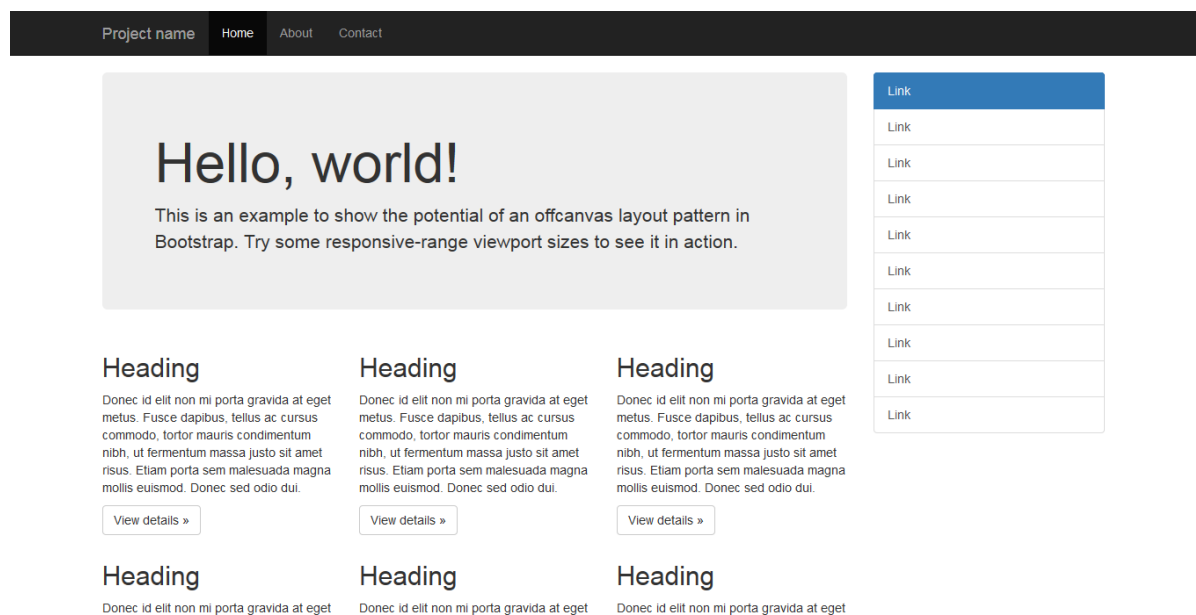 Project name Home About Contact
Hello, world!
This is an example to show the potential of an offcanvas layout pattern in
Bootstrap. Try some responsive-range viewport sizes to see it in action.
Link
Link
Link
Link
Link
Link
Link
Link
Link
Link
Heading
Donec id elit non mi porta gravida at eget
metus. Fusce dapibus, tellus ac cursus
commodo, tortor mauris condimentum
nibh, ut fermentum massa justo sit amet
risus. Etiam porta sem malesuada magna
mollis euismod. Donec sed odio dui.
View details »
Heading
Donec id elit non mi porta gravida at eget
metus. Fusce dapibus, tellus ac cursus
commodo, tortor mauris condimentum
nibh, ut fermentum massa justo sit amet
risus. Etiam porta sem malesuada magna
mollis euismod. Donec sed odio dui.
View details »
Heading
Donec id elit non mi porta gravida at eget
metus. Fusce dapibus, tellus ac cursus
commodo, tortor mauris condimentum
nibh, ut fermentum massa justo sit amet
risus. Etiam porta sem malesuada magna
mollis euismod. Donec sed odio dui.
View details »
Heading
Donec id elit non mi porta gravida at eget
Heading
Donec id elit non mi porta gravida at eget
Heading
Donec id elit non mi porta gravida at eget